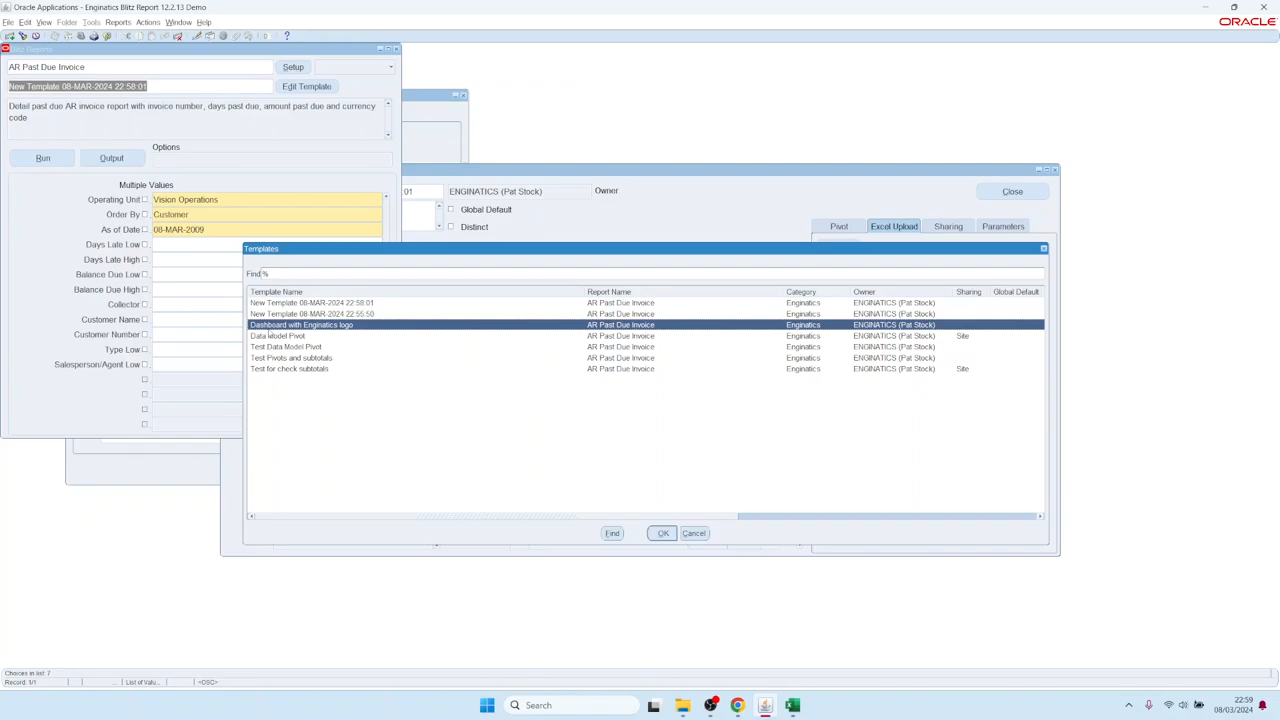 Oracle Applications - Enginatics Blitz Reports 12.2.13 Demo
File Edit View Folder Tools Reports Actions Window Help
ORACLE
Blitz Reports
AR Past Due Invoice Setup
New Template 08-MAR-2024 22:58:01 Edit Template
Detail past due AR invoice report with invoice number, days past due, amount past due and currency
code
Options
Run Output
Multiple Values
Operating Unit Vision Operations
Order By Customer
As of Date 08-MAR-2009
Days Late Low
Days Late High
Balance Due Low
Balance Due High
Collector
Customer Name
Customer Number
Type Low
Salesperson/Agent Low
01 ENGINATICS (Pat Stock) Owner Close
Global Default
Distinct
Pivot Excel Upload Sharing Parameters
Templates
Find %
Template Name Report Name Category Owner Sharing Global Default
New Template 08-MAR-2024 22:58:01 AR Past Due Invoice Enginatics ENGINATICS (Pat Stock)
New Template 08-MAR-2024 22:55:50 AR Past Due Invoice Enginatics ENGINATICS (Pat Stock)
Dashboard with Enginatics logo AR Past Due Invoice Enginatics ENGINATICS (Pat Stock)
Data Model Pivot AR Past Due Invoice Enginatics ENGINATICS (Pat Stock) Site
Test Data Model Pivot AR Past Due Invoice Enginatics ENGINATICS (Pat Stock)
Test Pivots and subtotals AR Past Due Invoice Enginatics ENGINATICS (Pat Stock)
Test for check subtotals AR Past Due Invoice Enginatics ENGINATICS (Pat Stock) Site
Find OK Cancel
Choices in list: 7
Record: 1/1 ... List of Valu... <OSC>
Search
22:59
08/03/2024